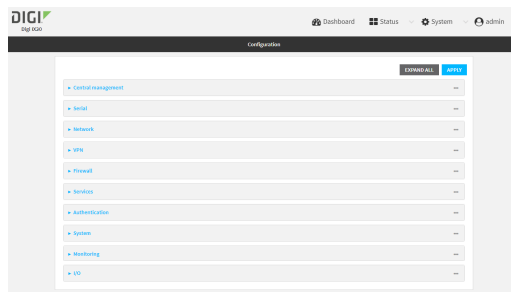 DIGI
Digi IX30
Dashboard
Status
System
admin
Configuration
EXPAND ALL
APPLY
Central management
Serial
Network
VPN
Firewall
Services
Authentication
System
Monitoring
I/O